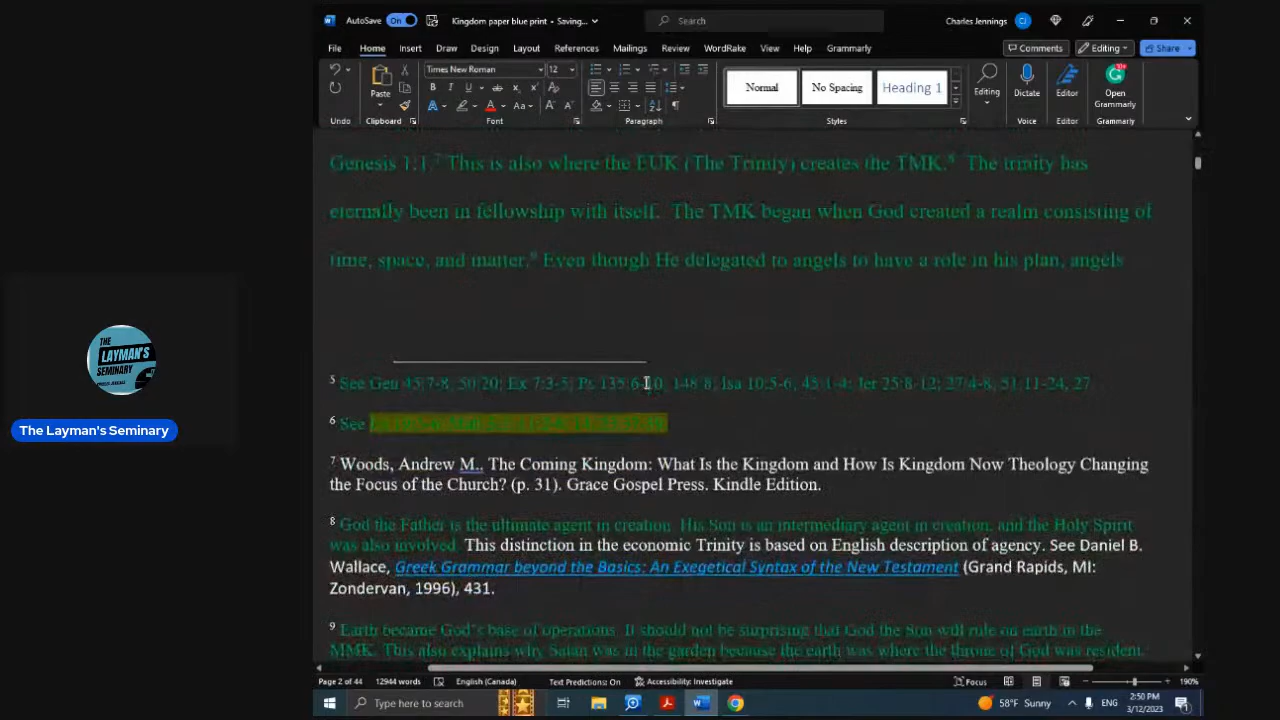 AutoSave On Kingdom paper blue print • Saving... Search Charles Jennings CJ
File Home Insert Draw Design Layout References Mailings Review WordRake View Help Grammarly Comments Editing Share
Times New Roman 12
Paste Normal No Spacing Heading 1 Editing Dictate Editor Open Grammarly
Undo Clipboard Font Paragraph Styles Voice Editor Grammarly
Genesis 1:1.7 This is also where the EUK (The Trinity) creates the TMK.8 The trinity has
eternally been in fellowship with itself. The TMK began when God created a realm consisting of
time, space, and matter.9 Even though He delegated to angels to have a role in his plan, angels
5 See Gen 45:7-8, 50:20; Ex 7:3-5; Ps 135:6-10, 148:8, Isa 10:5-6, 45:1-4; Jer 25:8-12; 27:4-8, 51:11-24, 27
6 See
7 Woods, Andrew M.. The Coming Kingdom: What Is the Kingdom and How Is Kingdom Now Theology Changing
the Focus of the Church? (p. 31). Grace Gospel Press. Kindle Edition.
8 God the Father is the ultimate agent in creation. His Son is an intermediary agent in creation, and the Holy Spirit
was also involved. This distinction in the economic Trinity is based on English description of agency. See Daniel B.
Wallace, Greek Grammar beyond the Basics: An Exegetical Syntax of the New Testament (Grand Rapids, MI:
Zondervan, 1996), 431.
9 Earth became God's base of operations. It should not be surprising that God the Son will rule on earth in the
MMK. This also explains why Satan was in the garden because the earth was where the throne of God was resident.
THE
LAYMAN'S
SEMINARY
The Layman's Seminary
Page 2 of 44 12944 words English (Canada) Text Predictions: On Accessibility: Investigate Focus 190%
Type here to search 58°F Sunny ENG 2:50 PM
3/12/2023